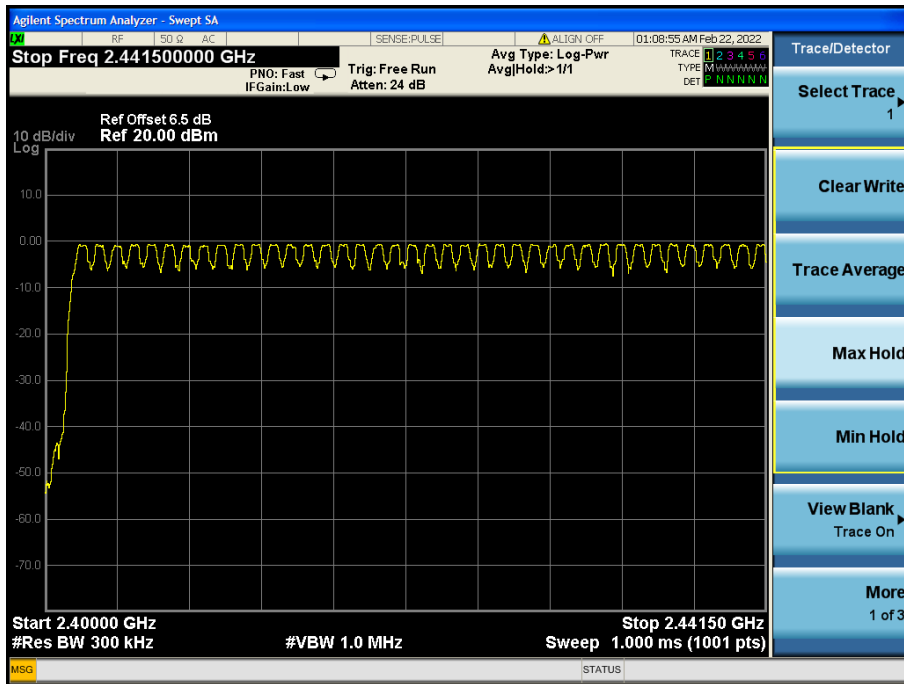 Agilent Spectrum Analyzer - Swept SA
LXI RF 50 Ω AC SENSE:PULSE ALIGN OFF 01:08:55 AM Feb 22, 2022
Stop Freq 2.441500000 GHz
PNO: Fast
IFGain:Low
Trig: Free Run
Atten: 24 dB
Avg Type: Log-Pwr
Avg|Hold:>1/1
TRACE 1 2 3 4 5 6
TYPE M WWWWW
DET P N N N N N
Ref Offset 6.5 dB
10 dB/div Ref 20.00 dBm
Log
10.0
0.00
-10.0
-20.0
-30.0
-40.0
-50.0
-60.0
-70.0
Start 2.40000 GHz Stop 2.44150 GHz
#Res BW 300 kHz #VBW 1.0 MHz Sweep 1.000 ms (1001 pts)
MSG STATUS
Trace/Detector
Select Trace
1
Clear Write
Trace Average
Max Hold
Min Hold
View Blank
Trace On
More
1 of 3